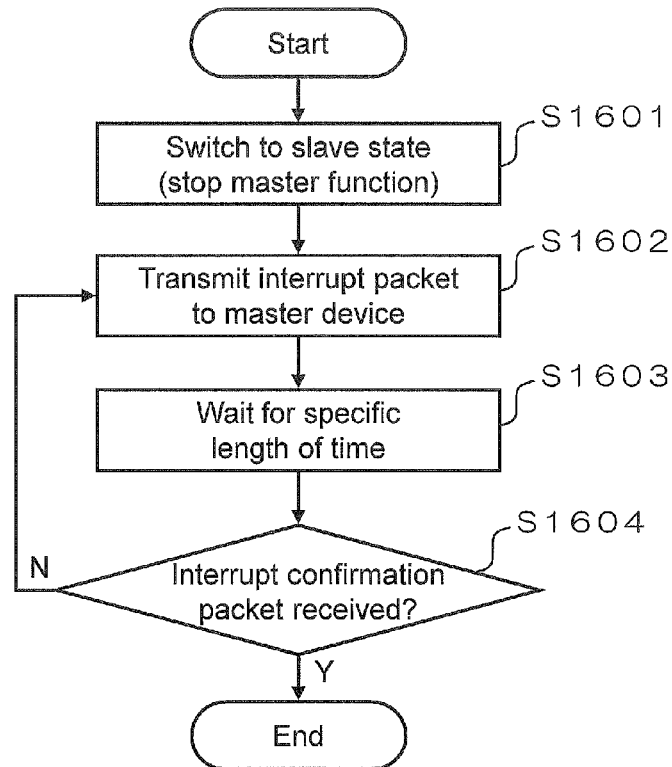 Start
S1601
Switch to slave state
(stop master function)
S1602
Transmit interrupt packet
to master device
S1603
Wait for specific
length of time
S1604
N
Interrupt confirmation
packet received?
Y
End